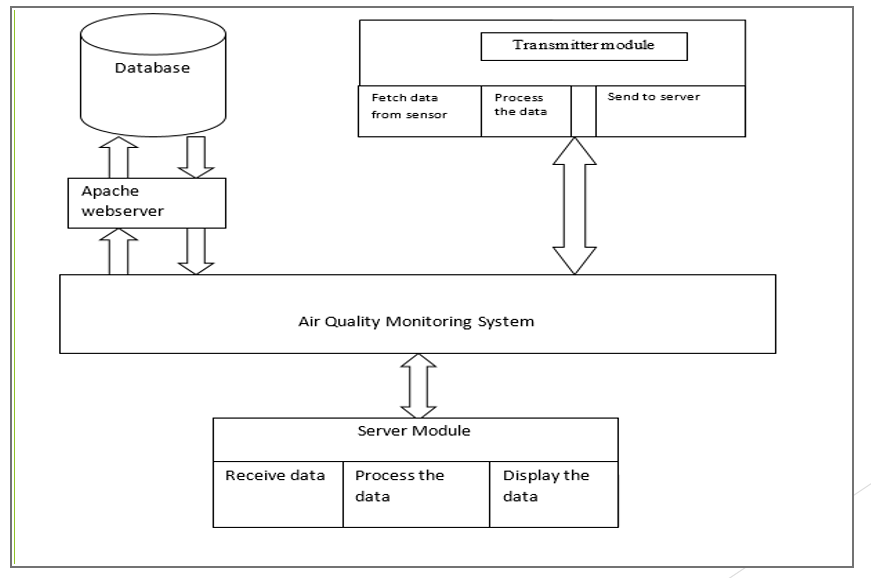 Database
Transmitter module
Fetch data
from sensor
Process
the data
Send to server
Apache
webserver
Air Quality Monitoring System
Server Module
Receive data
Process the
data
Display the
data